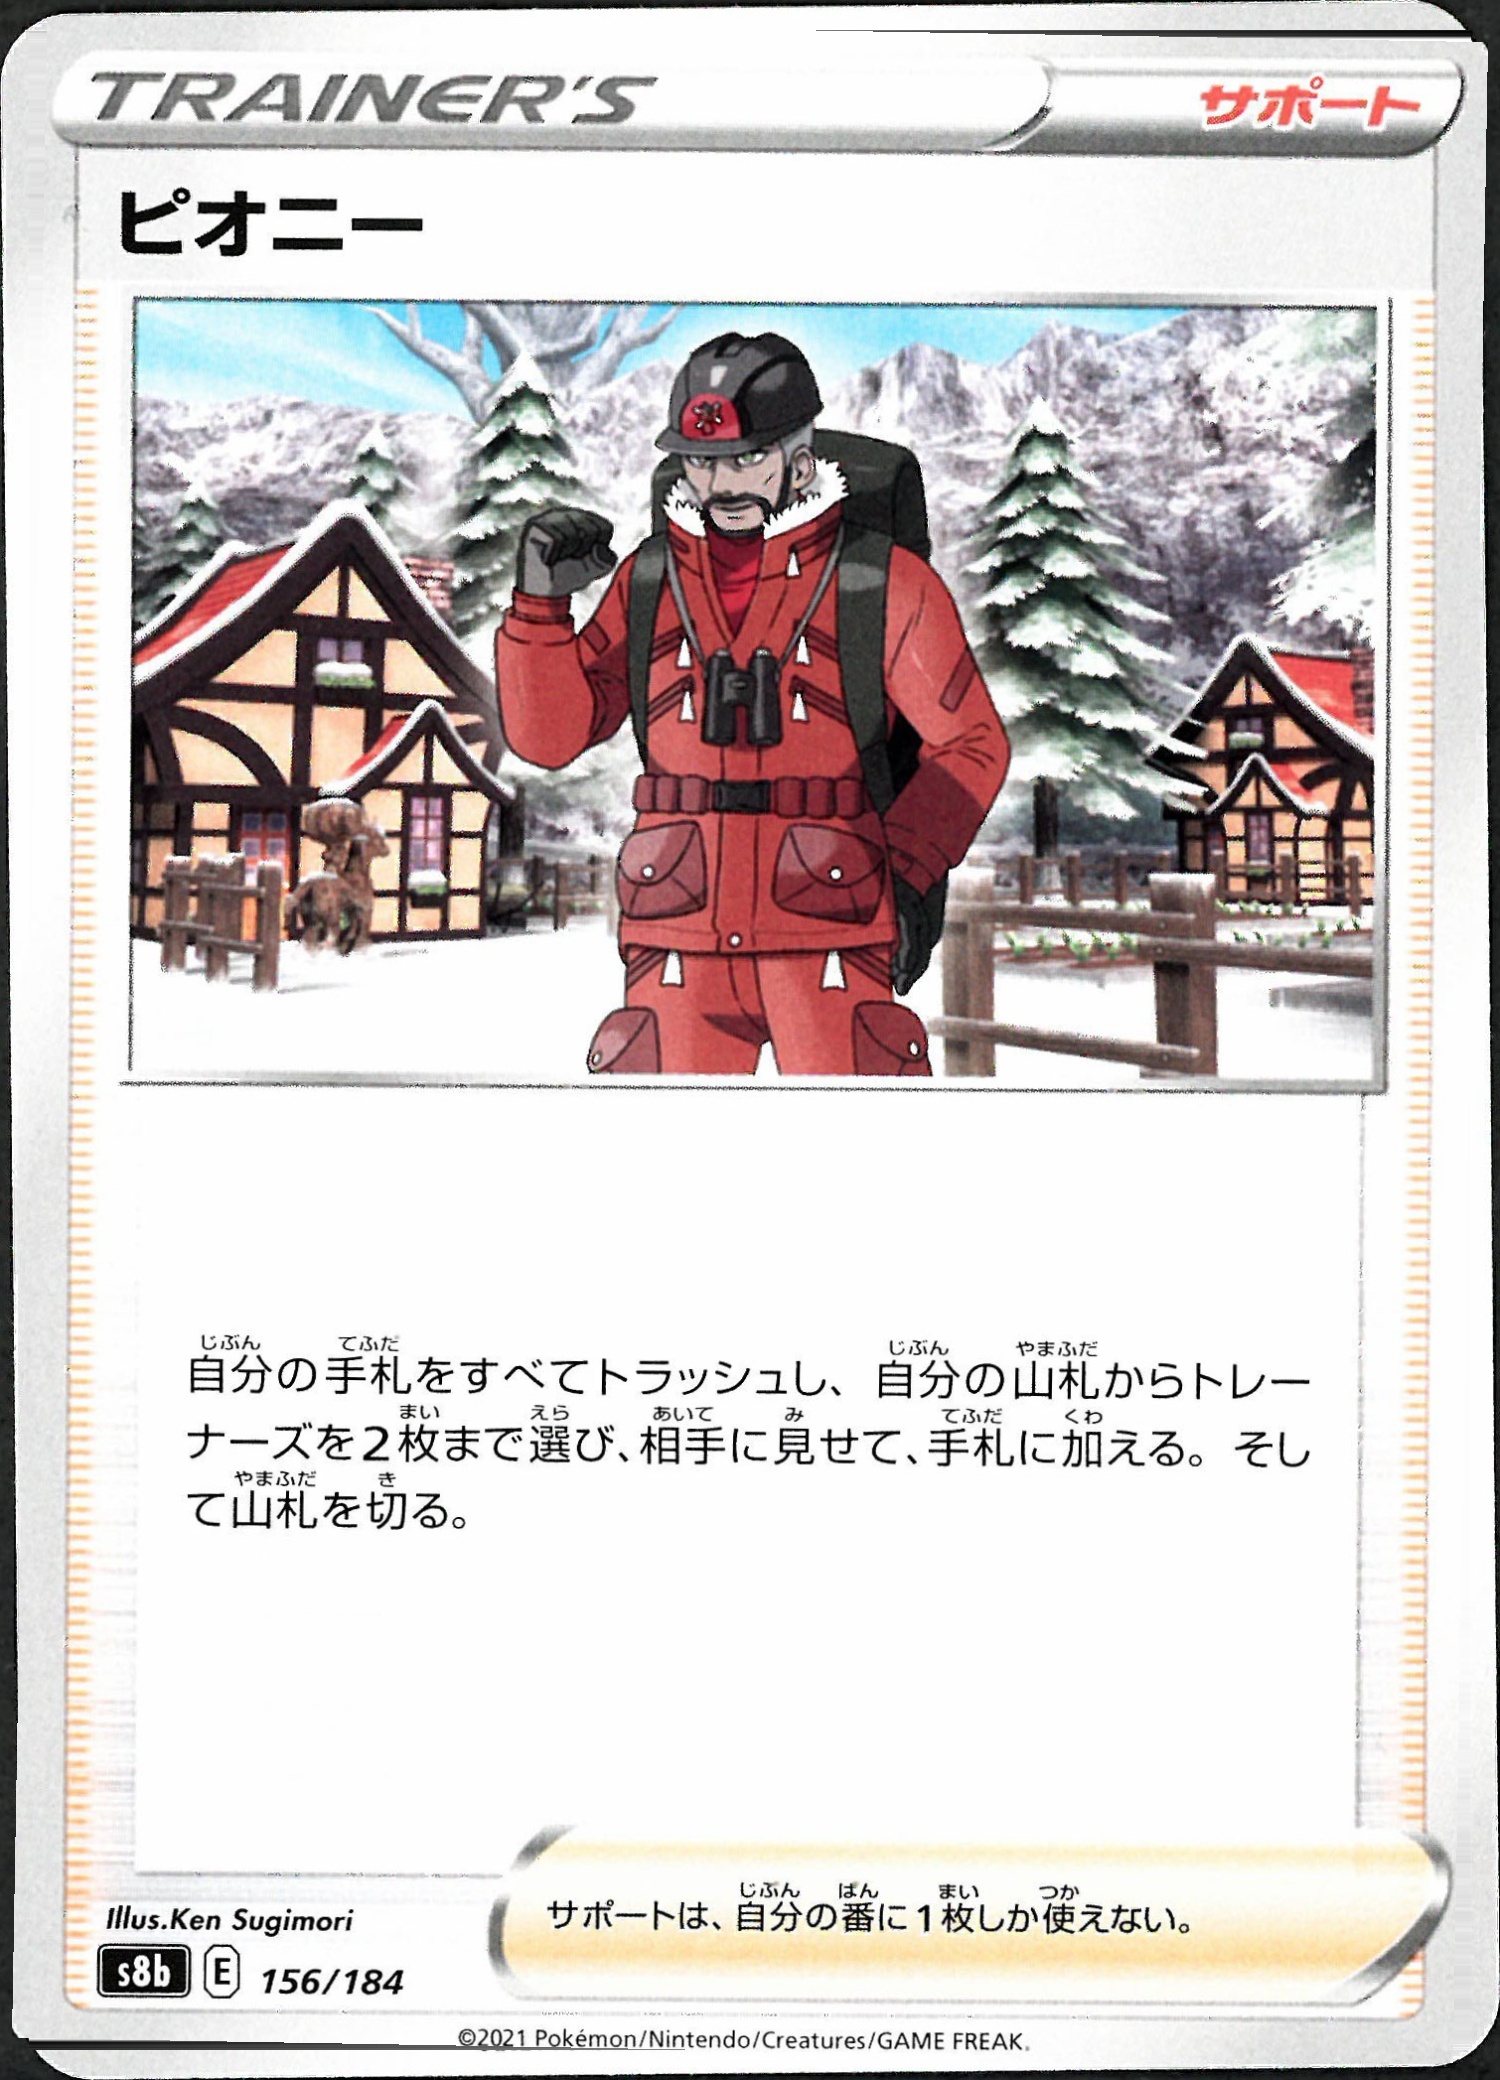 TRAINER'S
サポート
ピオニー
自分の手札をすべてトラッシュし、自分の山札からトレー
ナーズを2枚まで選び、相手に見せて、手札に加える。そし
て山札を切る。
サポートは、自分の番に1枚しか使えない。
Illus.Ken Sugimori
s8b E 156/184
©2021 Pokémon/Nintendo/Creatures/GAME FREAK.